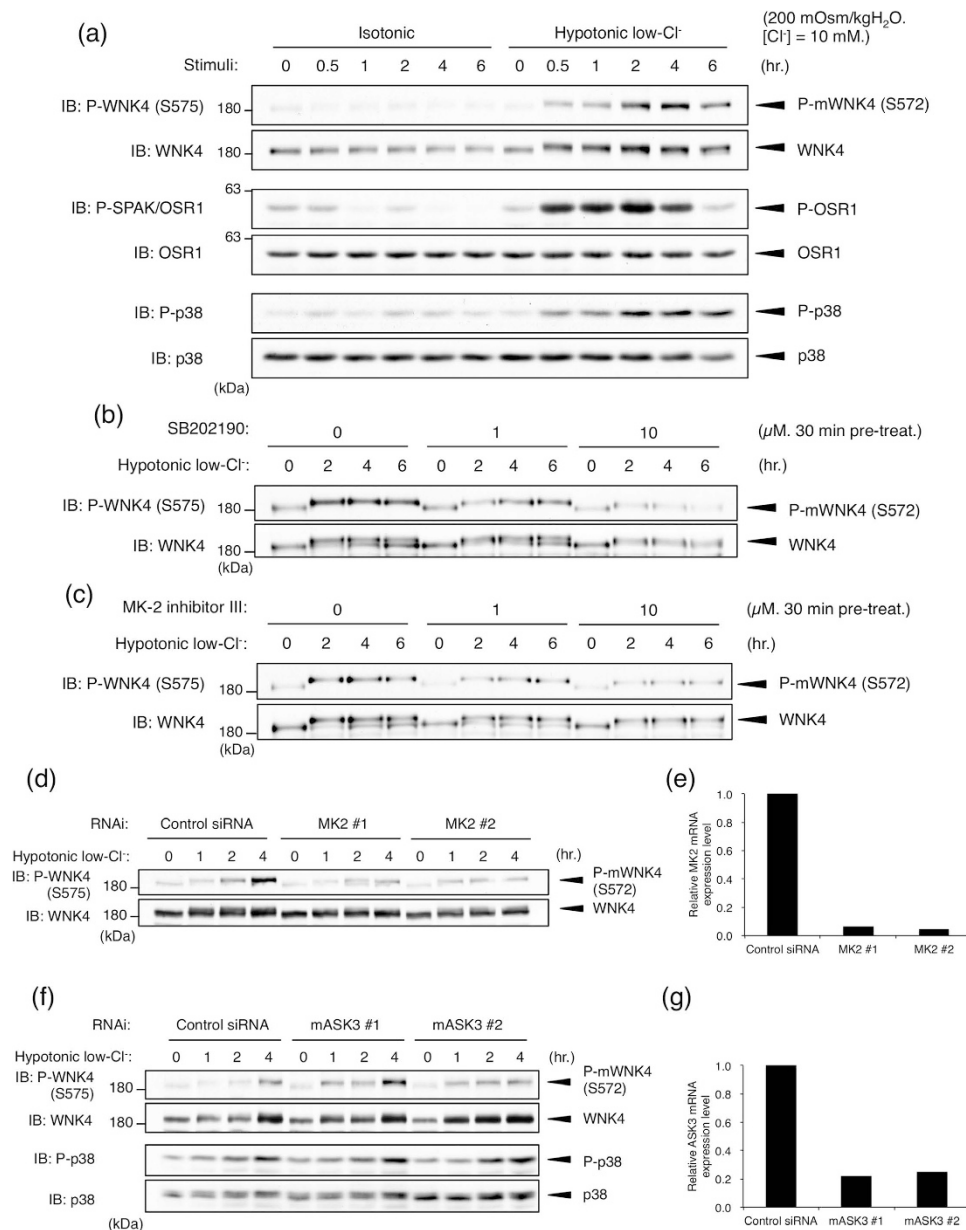 (a)
(200 mOsm/kgH₂O.
[Cl⁻] = 10 mM.)
Isotonic Hypotonic low-Cl⁻
Stimuli: 0 0.5 1 2 4 6 0 0.5 1 2 4 6 (hr.)
IB: P-WNK4 (S575) 180 P-mWNK4 (S572)
IB: WNK4 180 WNK4
63
IB: P-SPAK/OSR1 P-OSR1
63
IB: OSR1 OSR1
IB: P-p38 P-p38
IB: p38 p38
(kDa)
(b)
SB202190: 0 1 10 (μM. 30 min pre-treat.)
Hypotonic low-Cl⁻: 0 2 4 6 0 2 4 6 0 2 4 6 (hr.)
IB: P-WNK4 (S575) 180 P-mWNK4 (S572)
IB: WNK4 180 WNK4
(kDa)
(c)
MK-2 inhibitor III: 0 1 10 (μM. 30 min pre-treat.)
Hypotonic low-Cl⁻: 0 2 4 6 0 2 4 6 0 2 4 6 (hr.)
IB: P-WNK4 (S575) 180 P-mWNK4 (S572)
IB: WNK4 180 WNK4
(kDa)
(d)
RNAi: Control siRNA MK2 #1 MK2 #2
Hypotonic low-Cl⁻: 0 1 2 4 0 1 2 4 0 1 2 4 (hr.)
IB: P-WNK4 (S575) 180 P-mWNK4 (S572)
IB: WNK4 180 WNK4
(kDa)
(e)
Relative MK2 mRNA
expression level
1.0
0.8
0.6
0.4
0.2
0.0
Control siRNA MK2 #1 MK2 #2
(f)
RNAi: Control siRNA mASK3 #1 mASK3 #2
Hypotonic low-Cl⁻: 0 1 2 4 0 1 2 4 0 1 2 4 (hr.)
IB: P-WNK4 (S575) 180 P-mWNK4 (S572)
IB: WNK4 180 WNK4
IB: P-p38 P-p38
IB: p38 p38
(kDa)
(g)
Relative ASK3 mRNA
expression level
1.0
0.8
0.6
0.4
0.2
0
Control siRNA mASK3 #1 mASK3 #2